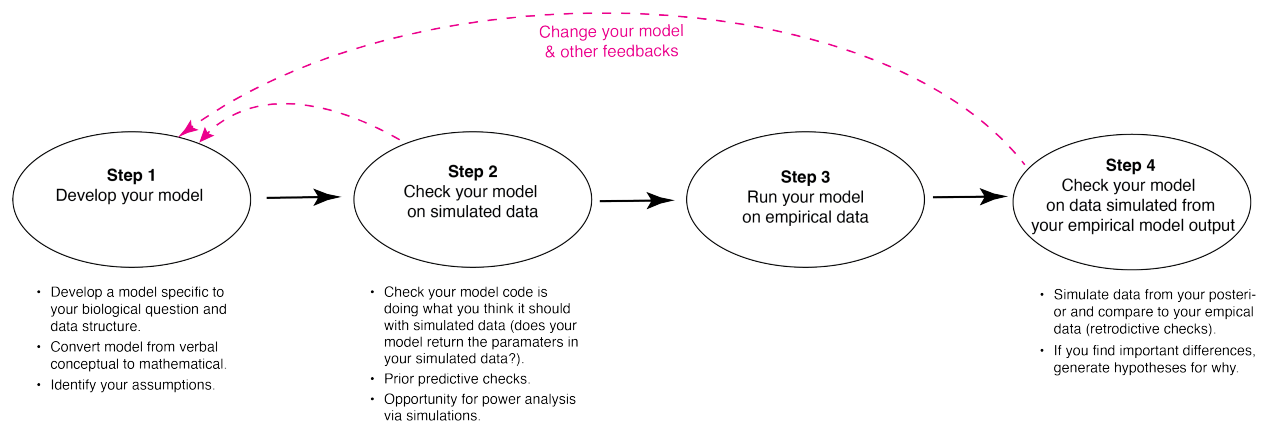 Change your model
& other feedbacks
Step 1
Develop your model
Step 2
Check your model
on simulated data
Step 3
Run your model
on empirical data
Step 4
Check your model
on data simulated from
your empirical model output
• Develop a model specific to
your biological question and
data structure.
• Convert model from verbal
conceptual to mathematical.
• Identify your assumptions.
• Check your model code is
doing what you think it should
with simulated data (does your
model return the paramaters in
your simulated data?).
• Prior predictive checks.
• Opportunity for power analysis
via simulations.
• Simulate data from your posteri-
or and compare to your empical
data (retrodictive checks).
• If you find important differences,
generate hypotheses for why.